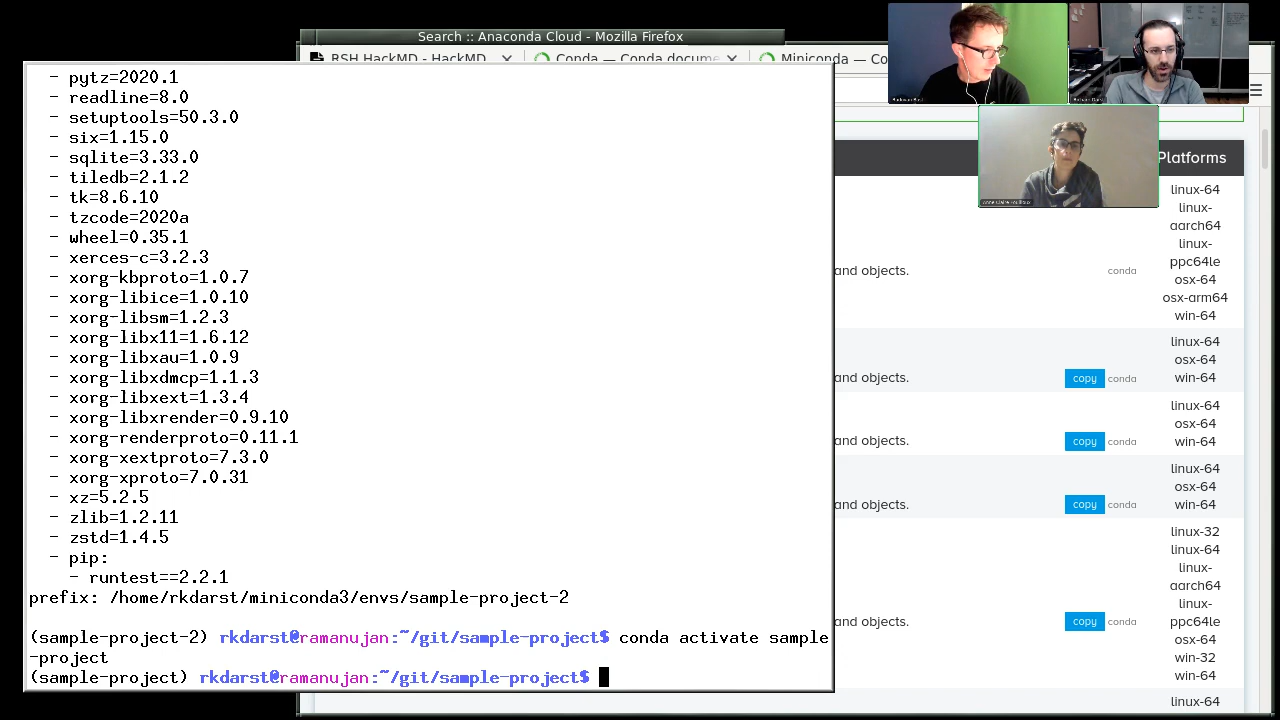 Search :: Anaconda Cloud - Mozilla Firefox
RSH HackMD - HackMD
Conda — Conda docume
Miniconda — Co
- pytz=2020.1
- readline=8.0
- setuptools=50.3.0
- six=1.15.0
- sqlite=3.33.0
- tiledb=2.1.2
- tk=8.6.10
- tzcode=2020a
- wheel=0.35.1
- xerces-c=3.2.3
- xorg-kbproto=1.0.7
- xorg-libice=1.0.10
- xorg-libsm=1.2.3
- xorg-libx11=1.6.12
- xorg-libxau=1.0.9
- xorg-libxdmcp=1.1.3
- xorg-libxext=1.3.4
- xorg-libxrender=0.9.10
- xorg-renderproto=0.11.1
- xorg-xextproto=7.3.0
- xorg-xproto=7.0.31
- xz=5.2.5
- zlib=1.2.11
- zstd=1.4.5
- pip:
- runtest==2.2.1
prefix: /home/rkdarst/miniconda3/envs/sample-project-2
(sample-project-2) rkdarst@ramanujan:~/git/sample-project$ conda activate sample
-project
(sample-project) rkdarst@ramanujan:~/git/sample-project$
Platforms
linux-64
linux-
aarch64
linux-
ppc64le
and objects.
conda
osx-64
osx-arm64
win-64
linux-64
osx-64
and objects.
copy
conda
win-64
linux-64
osx-64
and objects.
copy
conda
win-64
linux-64
osx-64
and objects.
copy
conda
win-64
linux-32
linux-64
linux-
aarch64
linux-
ppc64le
and objects.
copy
conda
osx-64
win-32
win-64
linux-64